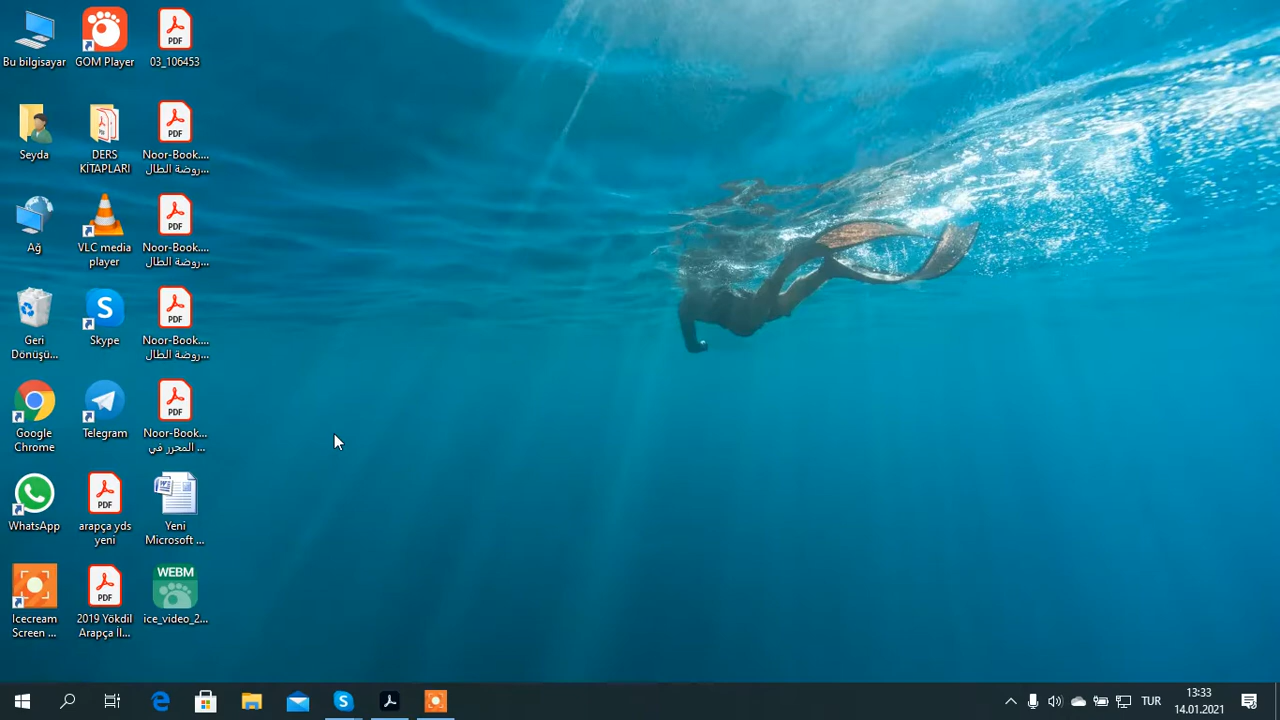 Bu bilgisayar
GOM Player
PDF
03_106453
Seyda
DERS
KİTAPLARI
PDF
Noor-Book....
روضة الطال...
Ağ
VLC media
player
PDF
Noor-Book....
روضة الطال...
Geri
Dönüşü...
Skype
PDF
Noor-Book....
روضة الطال...
Google
Chrome
Telegram
PDF
Noor-Book...
المحرر في ...
WhatsApp
PDF
arapça yds
yeni
Yeni
Microsoft ...
Icecream
Screen ...
PDF
2019 Yökdil
Arapça İl...
WEBM
ice_video_2...
TUR
13:33
14.01.2021